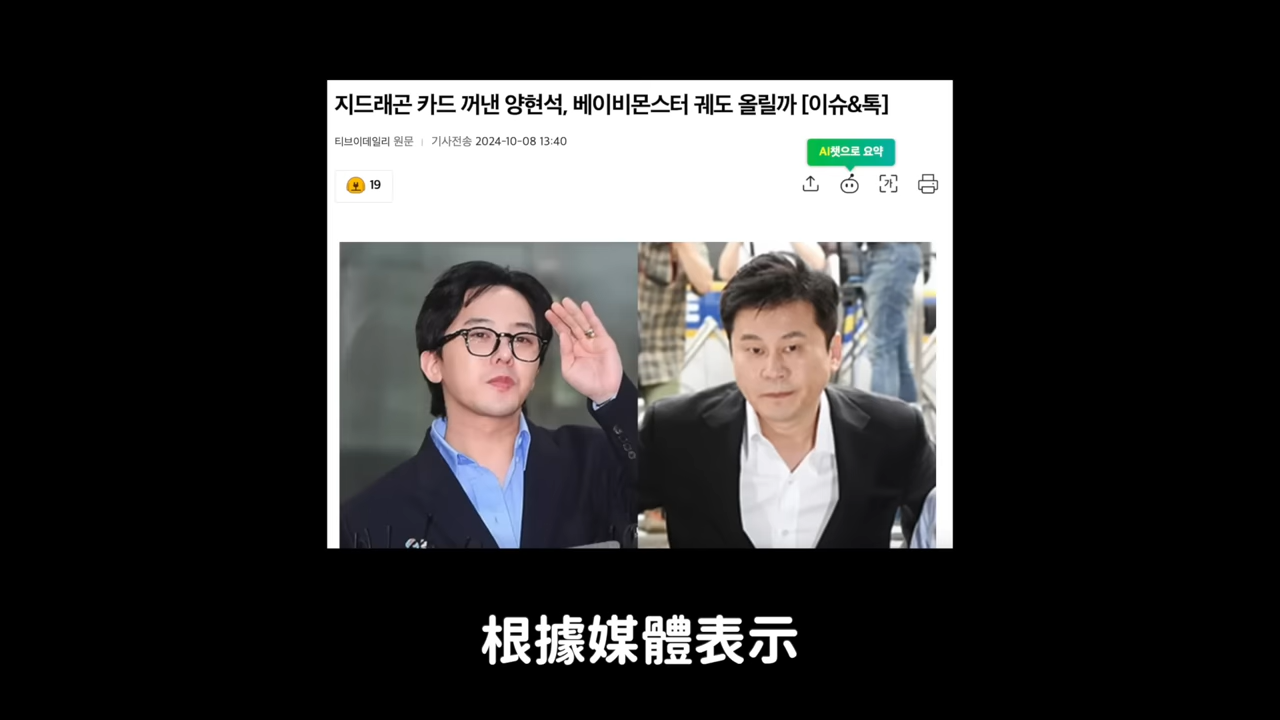 지드래곤 카드 꺼낸 양현석, 베이비몬스터 궤도 올릴까 [이슈&톡]
티브이데일리 원문 | 기사전송 2024-10-08 13:40
AI챗으로 요약
19
가
根據媒體表示